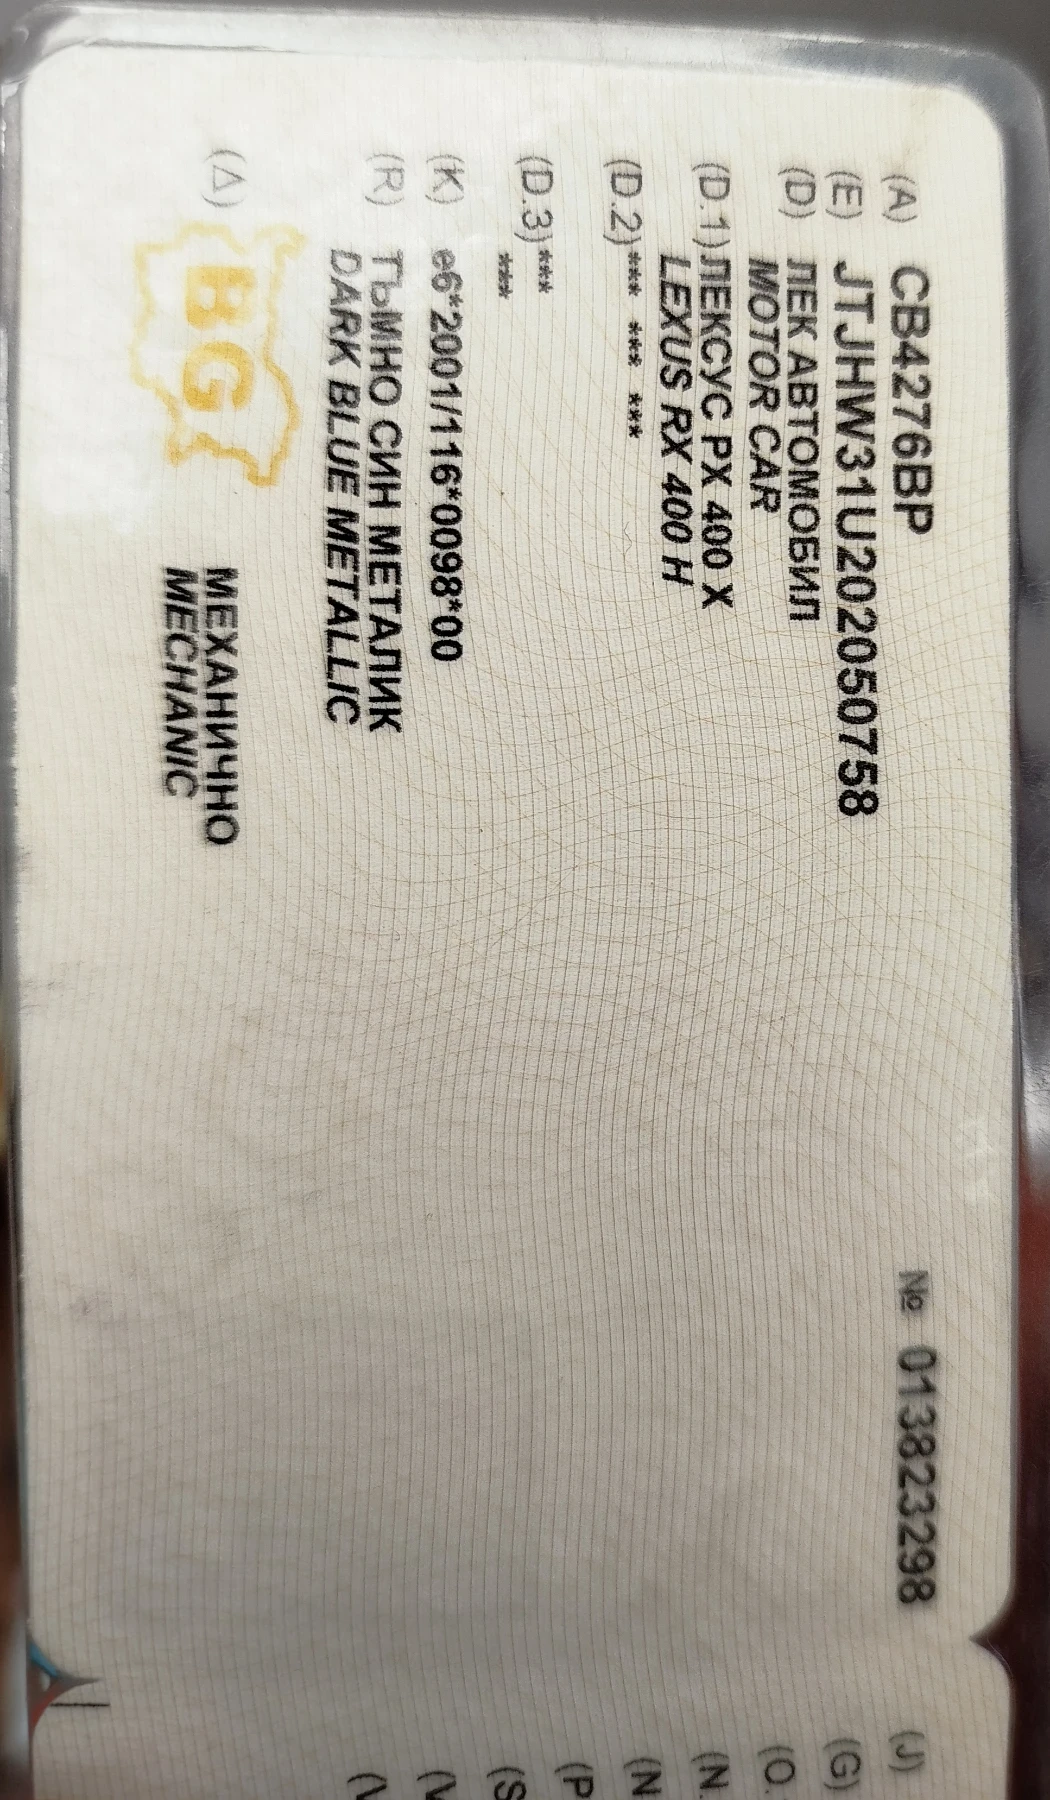 (A) СВ4276ВР № 013823298
(E) JTJHW31U202050758
(D) ЛЕК АВТОМОБИЛ
MOTOR CAR
(D.1) ЛЕКСУС РХ 400 Х
LEXUS RX 400 H
(D.2) *** *** ***
(D.3) ***
***
(K) e6*2001/116*0098*00
(R) ТЪМНО СИН МЕТАЛИК
DARK BLUE METALLIC
(Δ) BG МЕХАНИЧНО
MECHANIC
(J)
(G)
(O.
(N.
(N
(P
(S